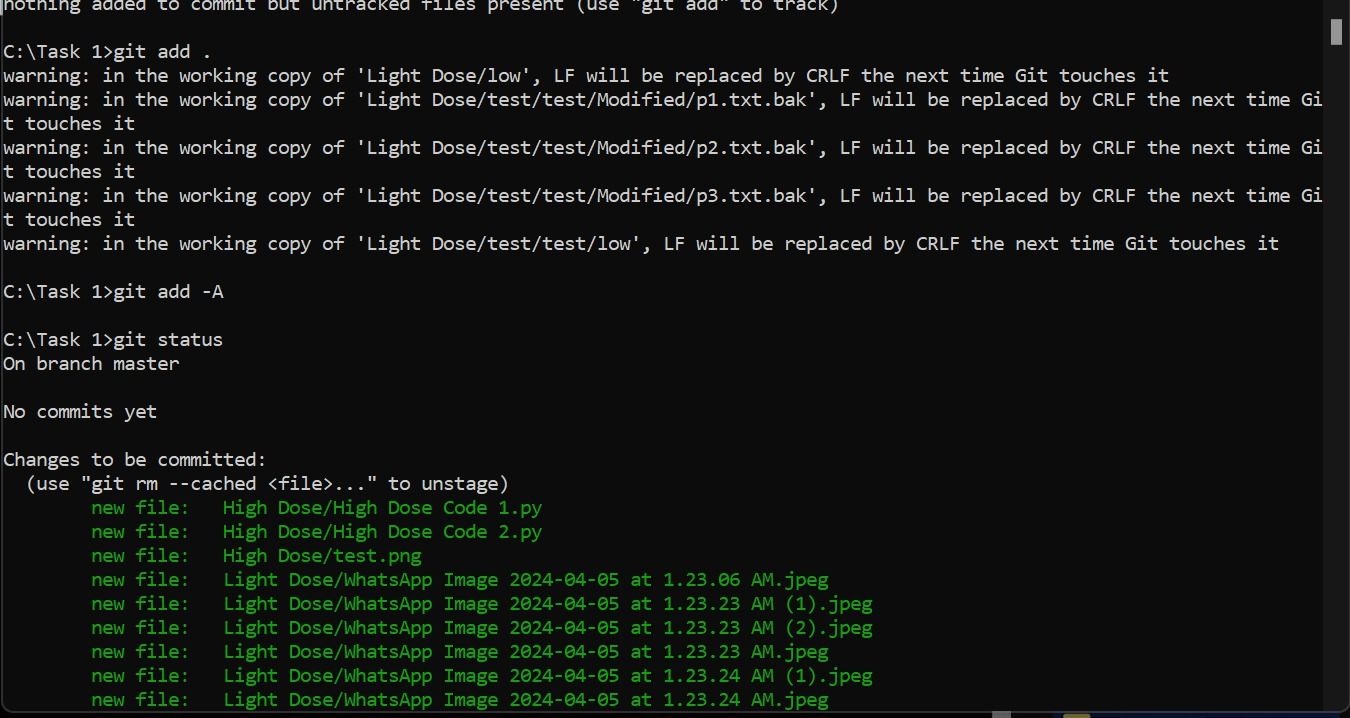 nothing added to commit but untracked files present (use "git add" to track)
C:\Task 1>git add .
warning: in the working copy of 'Light Dose/low', LF will be replaced by CRLF the next time Git touches it
warning: in the working copy of 'Light Dose/test/test/Modified/p1.txt.bak', LF will be replaced by CRLF the next time Gi
t touches it
warning: in the working copy of 'Light Dose/test/test/Modified/p2.txt.bak', LF will be replaced by CRLF the next time Gi
t touches it
warning: in the working copy of 'Light Dose/test/test/Modified/p3.txt.bak', LF will be replaced by CRLF the next time Gi
t touches it
warning: in the working copy of 'Light Dose/test/test/low', LF will be replaced by CRLF the next time Git touches it
C:\Task 1>git add -A
C:\Task 1>git status
On branch master
No commits yet
Changes to be committed:
  (use "git rm --cached <file>..." to unstage)
        new file:   High Dose/High Dose Code 1.py
        new file:   High Dose/High Dose Code 2.py
        new file:   High Dose/test.png
        new file:   Light Dose/WhatsApp Image 2024-04-05 at 1.23.06 AM.jpeg
        new file:   Light Dose/WhatsApp Image 2024-04-05 at 1.23.23 AM (1).jpeg
        new file:   Light Dose/WhatsApp Image 2024-04-05 at 1.23.23 AM (2).jpeg
        new file:   Light Dose/WhatsApp Image 2024-04-05 at 1.23.23 AM.jpeg
        new file:   Light Dose/WhatsApp Image 2024-04-05 at 1.23.24 AM (1).jpeg
        new file:   Light Dose/WhatsApp Image 2024-04-05 at 1.23.24 AM.jpeg